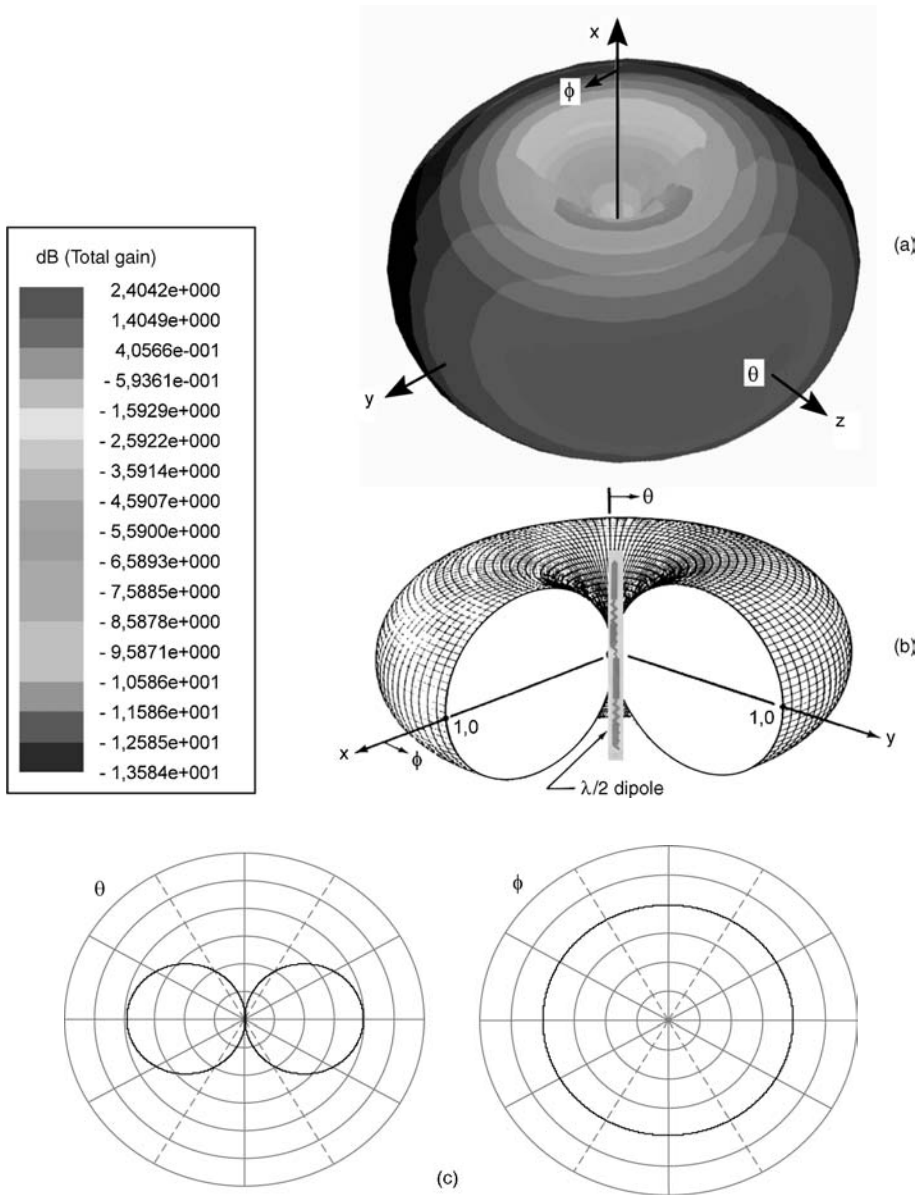 x
ϕ
(a)
y
θ
z
dB (Total gain)
2,4042e+000
1,4049e+000
4,0566e-001
- 5,9361e-001
- 1,5929e+000
- 2,5922e+000
- 3,5914e+000
- 4,5907e+000
- 5,5900e+000
- 6,5893e+000
- 7,5885e+000
- 8,5878e+000
- 9,5871e+000
- 1,0586e+001
- 1,1586e+001
- 1,2585e+001
- 1,3584e+001
θ
(b)
1,0
1,0
x
ϕ
y
λ/2 dipole
θ
ϕ
(c)